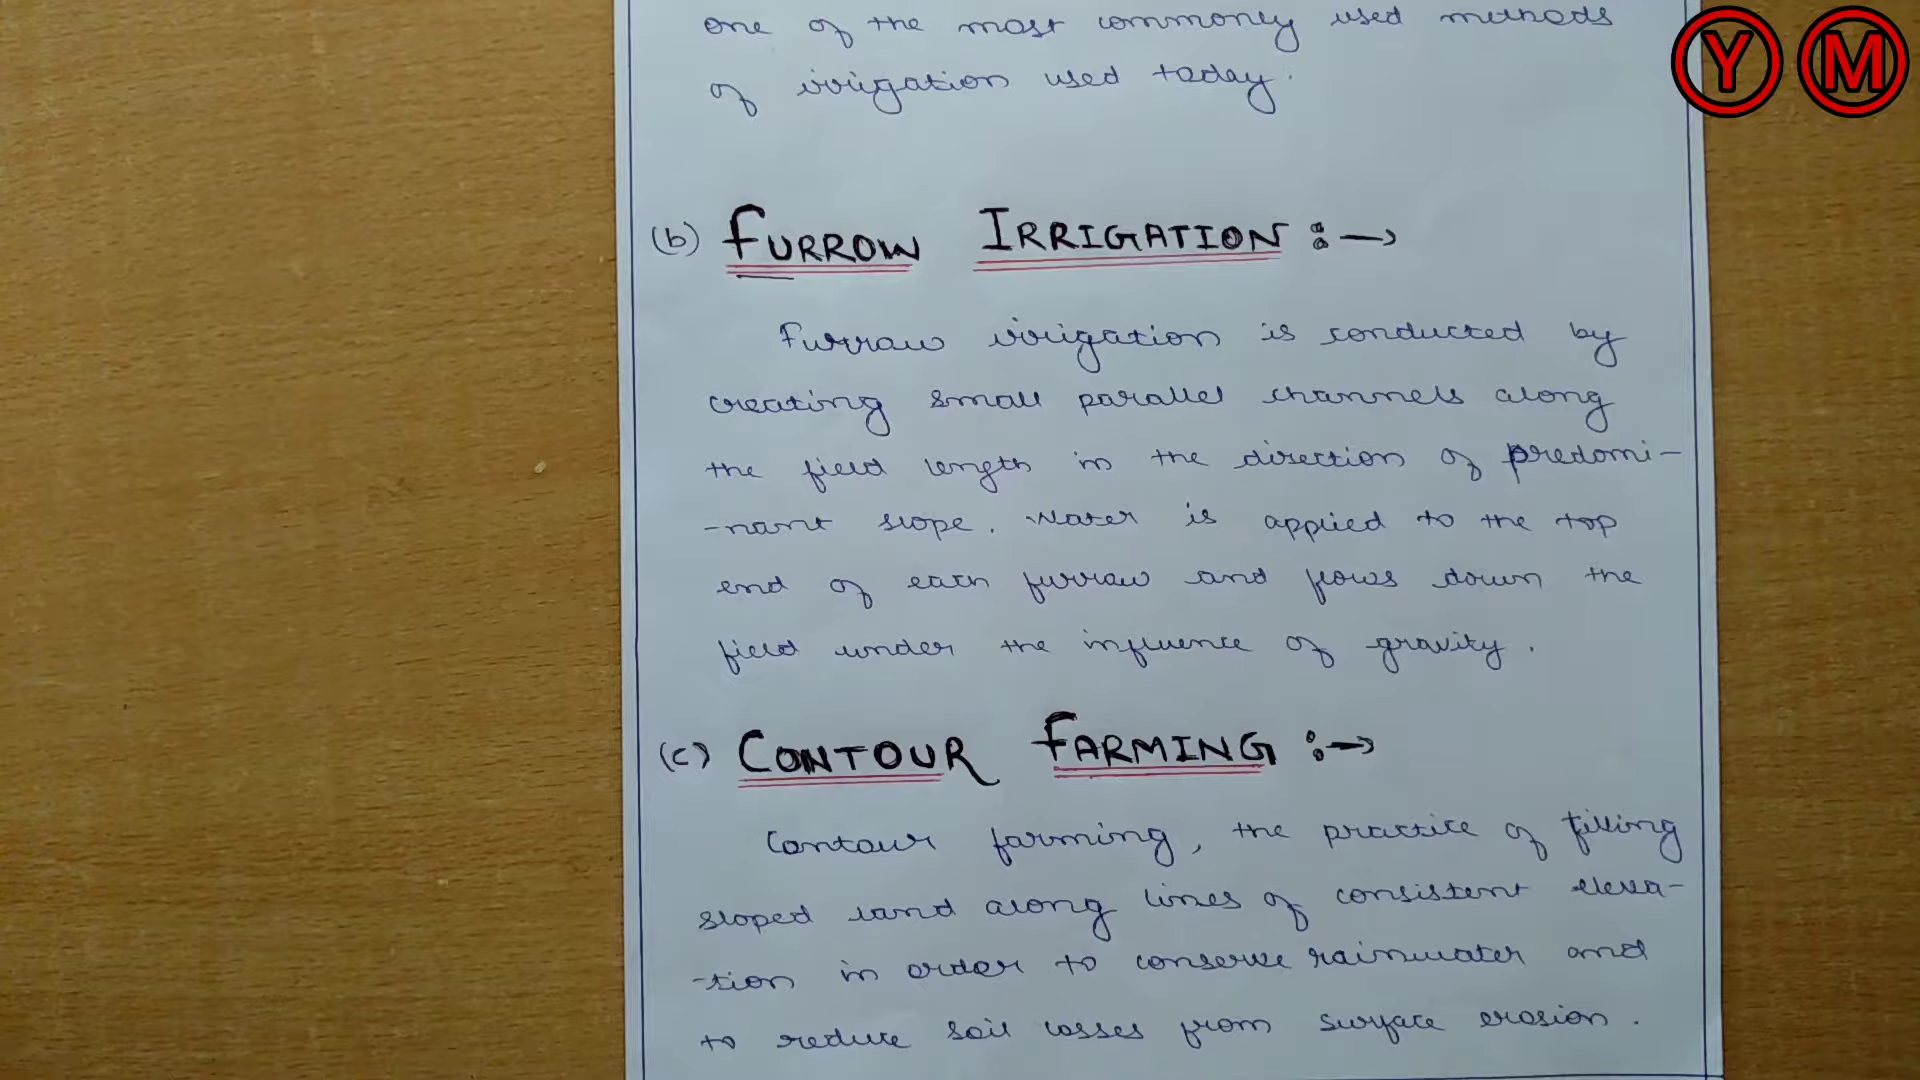 one of the most commonly used methods
of irrigation used today.
(b) FURROW IRRIGATION :→
Furrow irrigation is conducted by
creating small parallel channels along
the field length in the direction of predomi-
-nant slope. Water is applied to the top
end of each furrow and flows down the
field under the influence of gravity.
(c) CONTOUR FARMING :→
Contour farming, the practice of tilling
sloped land along lines of consistent eleva-
-tion in order to conserve rainwater and
to reduce soil losses from surface erosion.
Y M